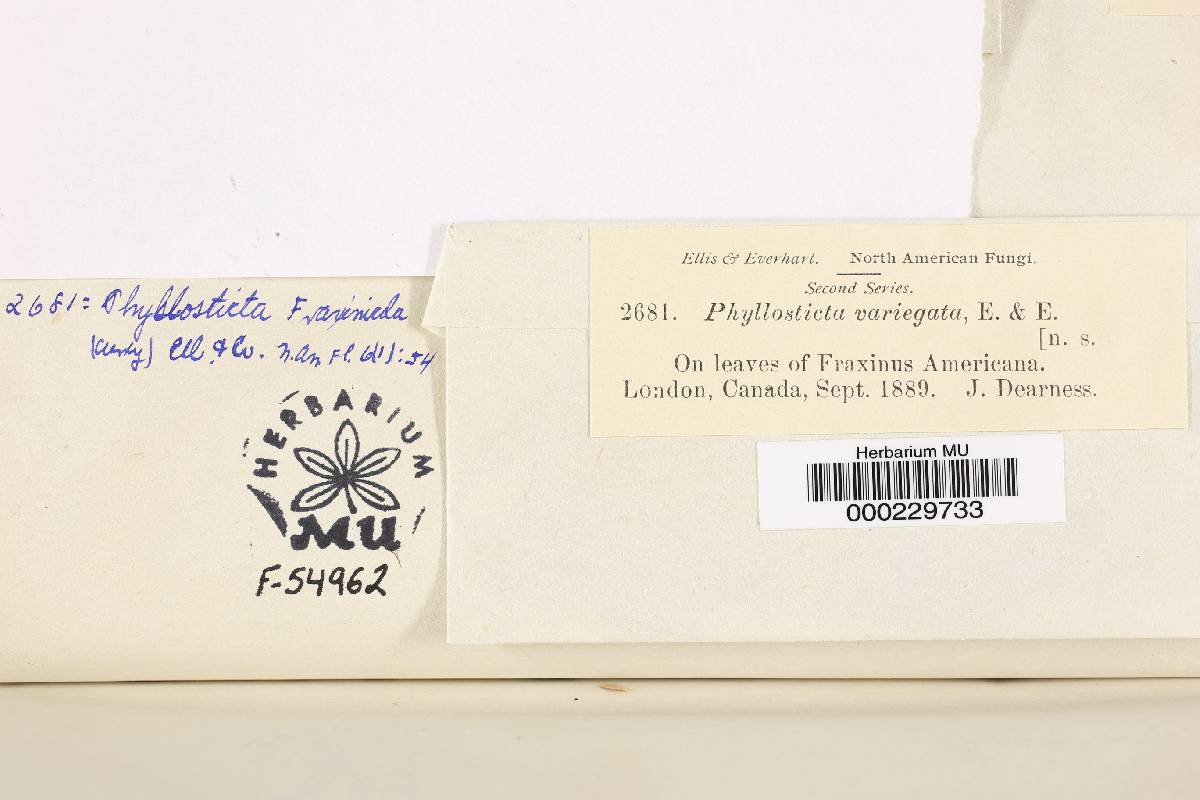 2681= Phyllosticta Fraxinicola
Ell. & Ev. N. Am Fl. 6(1):54
HERBARIUM
MU
F-54962
Ellis & Everhart. North American Fungi.
Second Series.
2681. Phyllosticta variegata, E. & E.
[n. s.
On leaves of Fraxinus Americana.
London, Canada, Sept. 1889. J. Dearness.
Herbarium MU
000229733